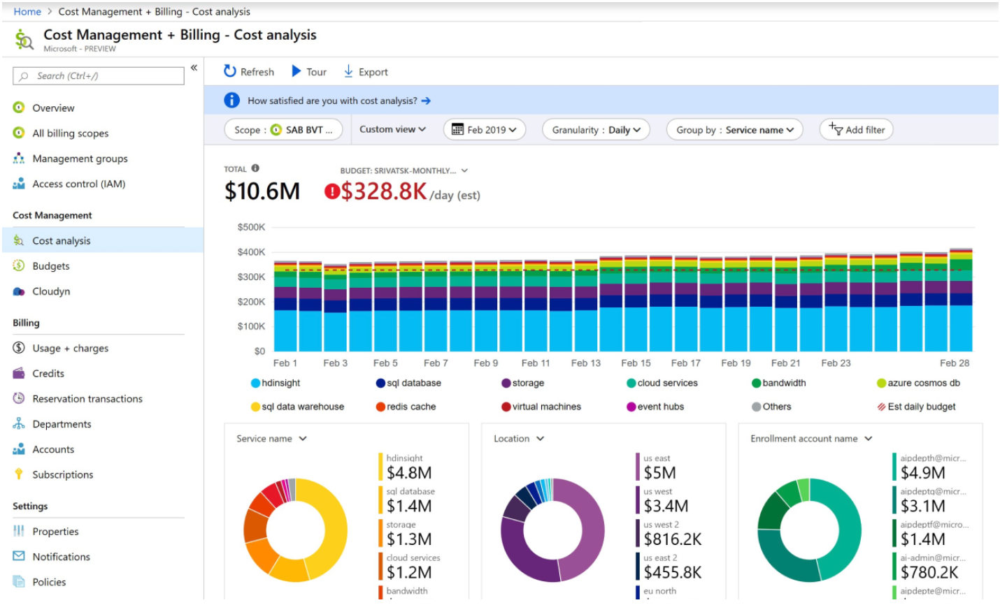 Home > Cost Management + Billing - Cost analysis
Cost Management + Billing - Cost analysis
Microsoft - PREVIEW
Search (Ctrl+/)
«
Overview
All billing scopes
Management groups
Access control (IAM)
Cost Management
Cost analysis
Budgets
Cloudyn
Billing
Usage + charges
Credits
Reservation transactions
Departments
Accounts
Subscriptions
Settings
Properties
Notifications
Policies
Refresh Tour Export
How satisfied are you with cost analysis? →
Scope : SAB BVT ... Custom view Feb 2019 Granularity : Daily Group by : Service name Add filter
TOTAL BUDGET: SRIVATSK-MONTHLY...
$10.6M $328.8K /day (est)
$500K
$400K
$300K
$200K
$100K
$0
Feb 1 Feb 3 Feb 5 Feb 7 Feb 9 Feb 11 Feb 13 Feb 15 Feb 17 Feb 19 Feb 21 Feb 23 Feb 28
hdinsight sql database storage cloud services bandwidth azure cosmos db
sql data warehouse redis cache virtual machines event hubs Others Est daily budget
Service name
hdinsight
$4.8M
sql database
$1.4M
storage
$1.3M
cloud services
$1.2M
bandwidth
Location
us east
$5M
us west
$3.4M
us west 2
$816.2K
us east 2
$455.8K
eu north
Enrollment account name
aipdepth@micr...
$4.9M
aipdeptg@micr...
$3.1M
aipdeptf@micro...
$1.4M
ai-admin@micr...
$780.2K
aipdepte@micr...